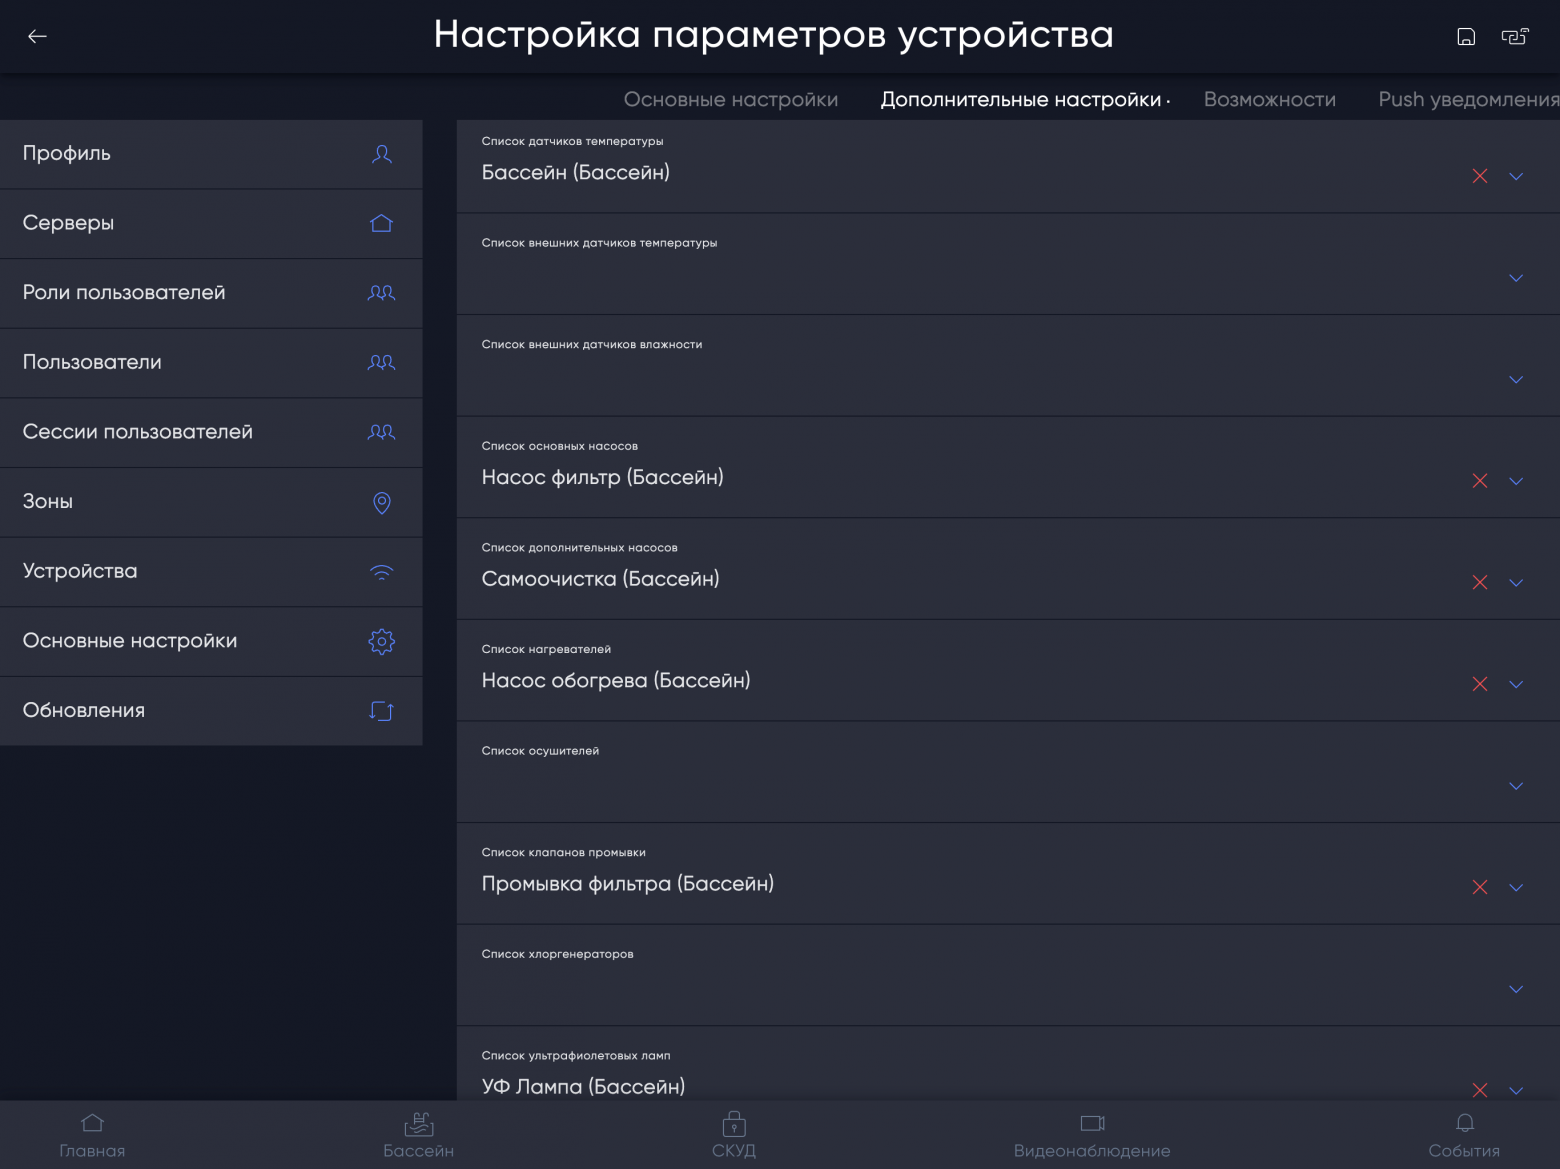 Настройка параметров устройства
Основные настройки
Дополнительные настройки ·
Возможности
Push уведомления
Профиль
Серверы
Роли пользователей
Пользователи
Сессии пользователей
Зоны
Устройства
Основные настройки
Обновления
Список датчиков температуры
Бассейн (Бассейн)
Список внешних датчиков температуры
Список внешних датчиков влажности
Список основных насосов
Насос фильтр (Бассейн)
Список дополнительных насосов
Самоочистка (Бассейн)
Список нагревателей
Насос обогрева (Бассейн)
Список осушителей
Список клапанов промывки
Промывка фильтра (Бассейн)
Список хлоргенераторов
Список ультрафиолетовых ламп
УФ Лампа (Бассейн)
Главная
Бассейн
СКУД
Видеонаблюдение
События